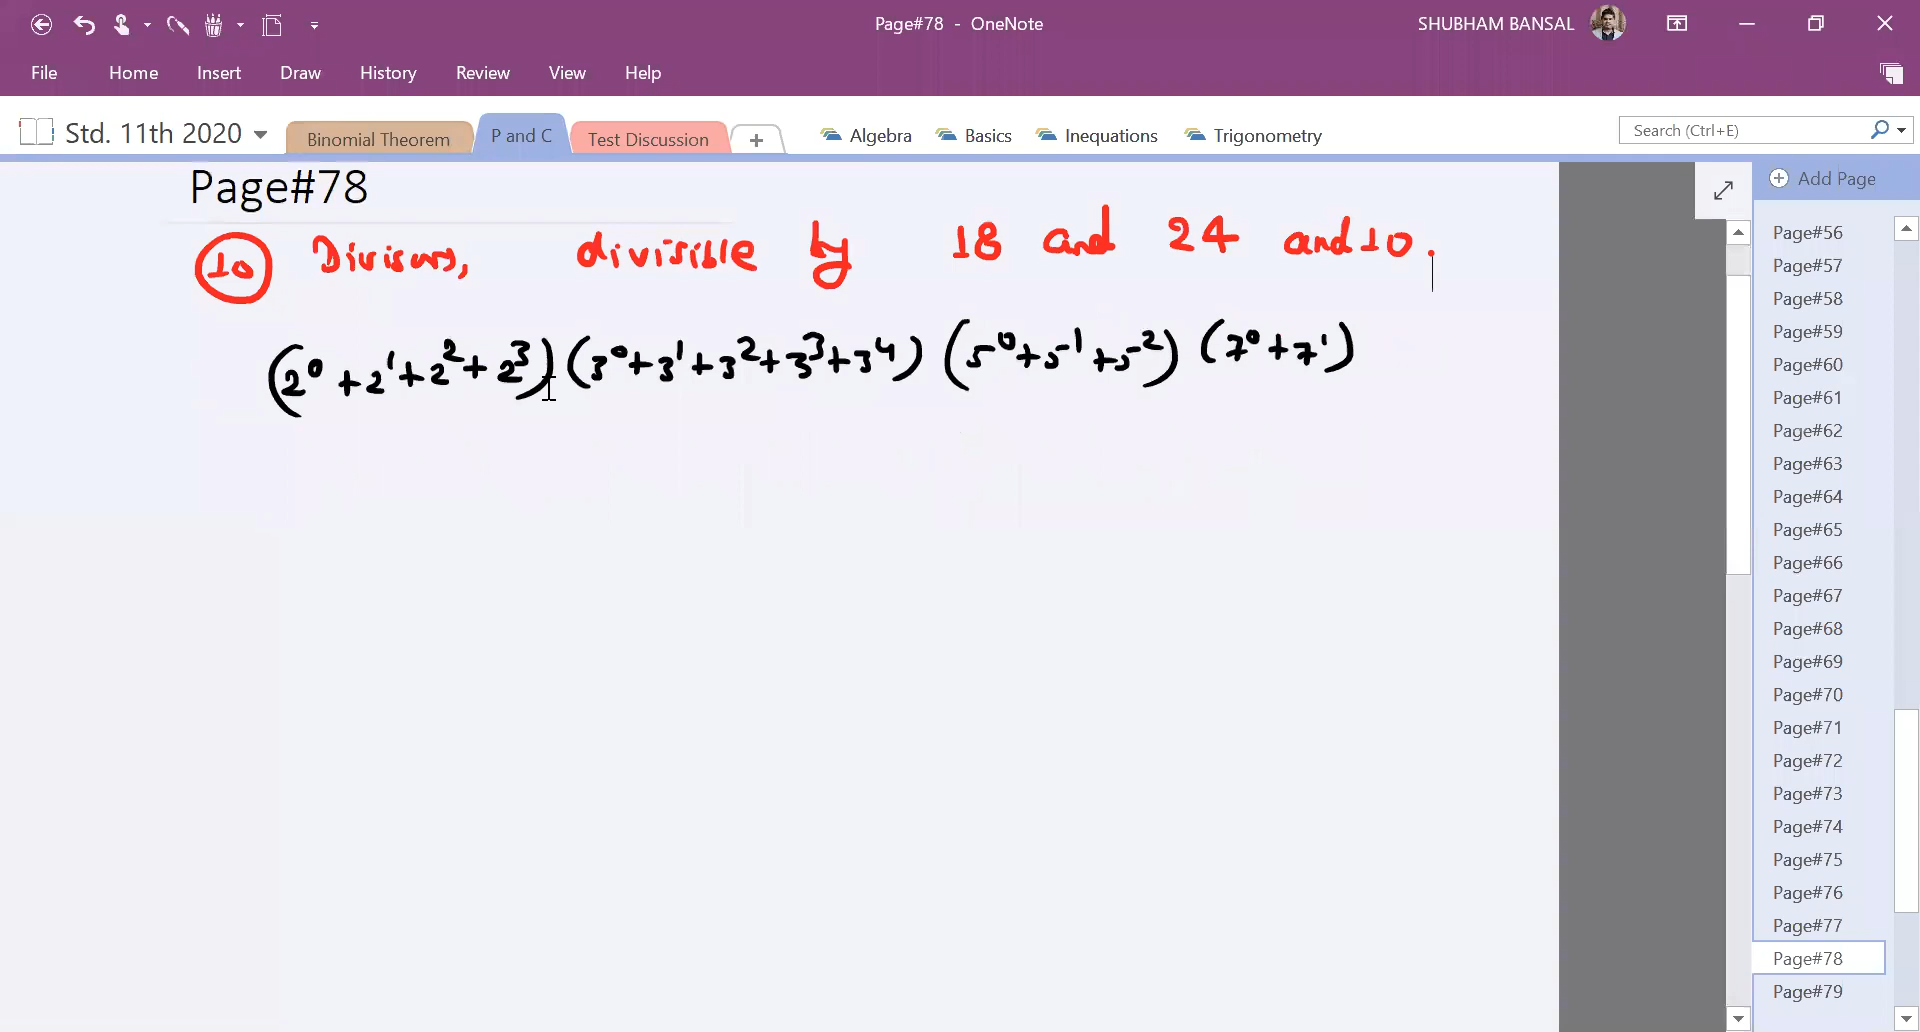 Page#78 - OneNote
SHUBHAM BANSAL
File Home Insert Draw History Review View Help
Std. 11th 2020
Binomial Theorem P and C Test Discussion + Algebra Basics Inequations Trigonometry
Search (Ctrl+E)
Page#78
10 Divisors, divisible by 18 and 24 and 10.
(2⁰ + 2¹ + 2² + 2³) (3⁰ + 3¹ + 3² + 3³ + 3⁴) (5⁰ + 5¹ + 5²) (7⁰ + 7¹)
Add Page
Page#56
Page#57
Page#58
Page#59
Page#60
Page#61
Page#62
Page#63
Page#64
Page#65
Page#66
Page#67
Page#68
Page#69
Page#70
Page#71
Page#72
Page#73
Page#74
Page#75
Page#76
Page#77
Page#78
Page#79